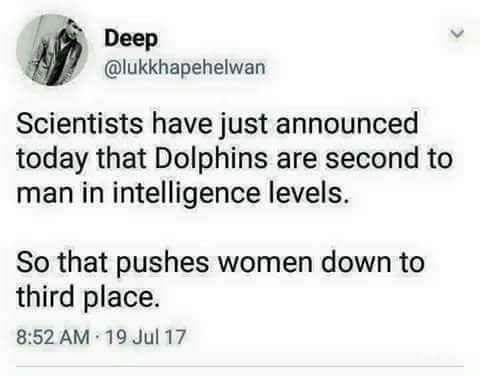 Deep
@lukkhapehelwan
Scientists have just announced
today that Dolphins are second to
man in intelligence levels.
So that pushes women down to
third place.
8:52 AM · 19 Jul 17